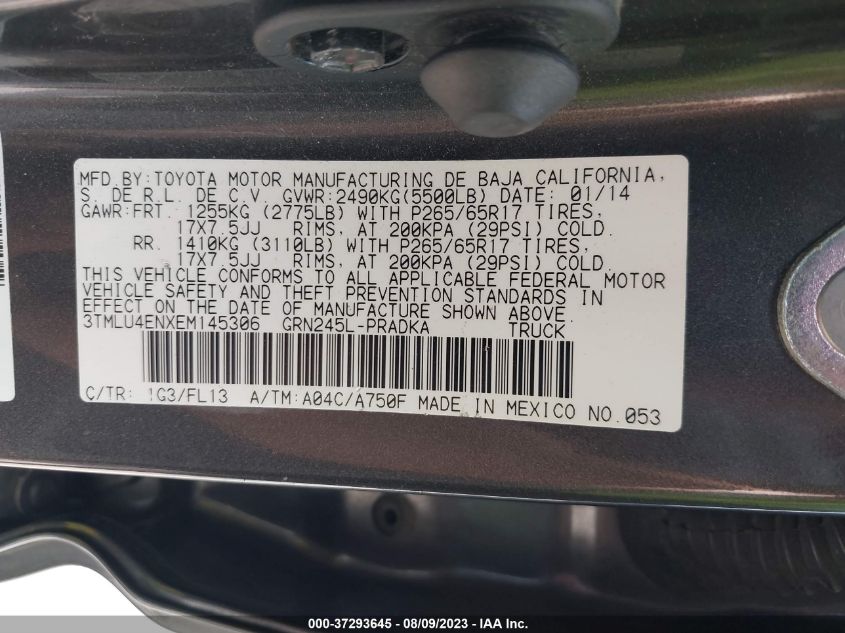 MFD. BY: TOYOTA MOTOR MANUFACTURING DE BAJA CALIFORNIA,
S. DE R.L. DE C.V. GVWR:2490KG(5500LB) DATE: 01/14
GAWR:FRT. 1255KG (2775LB) WITH P265/65R17 TIRES,
17X7.5JJ RIMS, AT 200KPA (29PSI) COLD.
RR. 1410KG (3110LB) WITH P265/65R17 TIRES,
17X7.5JJ RIMS, AT 200KPA (29PSI) COLD
THIS VEHICLE CONFORMS TO ALL APPLICABLE FEDERAL MOTOR
VEHICLE SAFETY AND THEFT PREVENTION STANDARDS IN
EFFECT ON THE DATE OF MANUFACTURE SHOWN ABOVE.
3TMLU4ENXEM145306 GRN245L-PRADKA TRUCK
C/TR: 1G3/FL13 A/TM:A04C/A750F MADE IN MEXICO NO.053
000-37293645 / 08/09/2023 - IAA Inc.